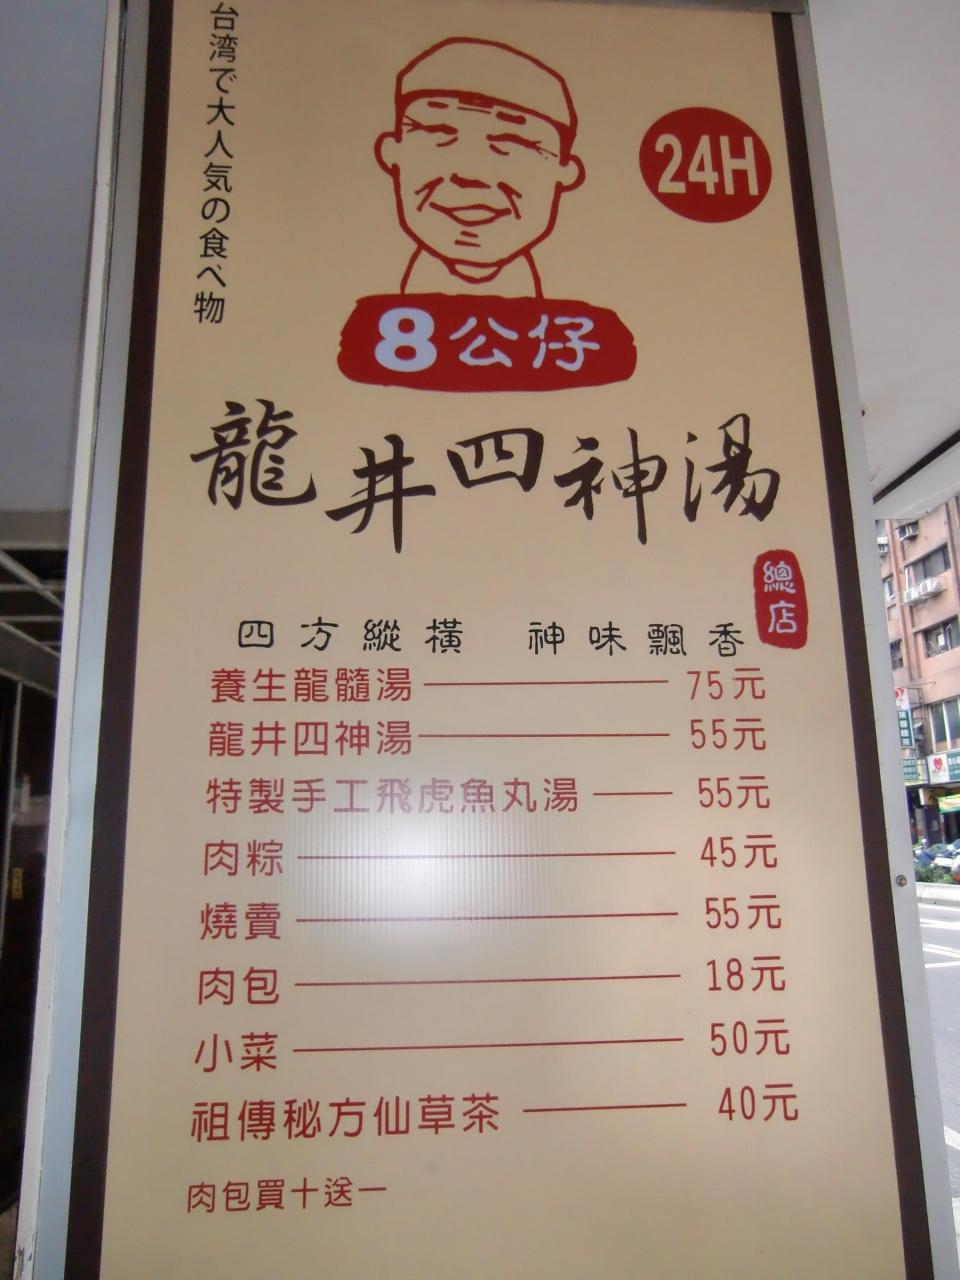 台湾で大人気の食べ物
24H
8公仔
龍井四神湯
總店
四方縱橫 神味飄香
養生龍髓湯 75元
龍井四神湯 55元
特製手工飛虎魚丸湯 55元
肉粽 45元
燒賣 55元
肉包 18元
小菜 50元
祖傳秘方仙草茶 40元
肉包買十送一